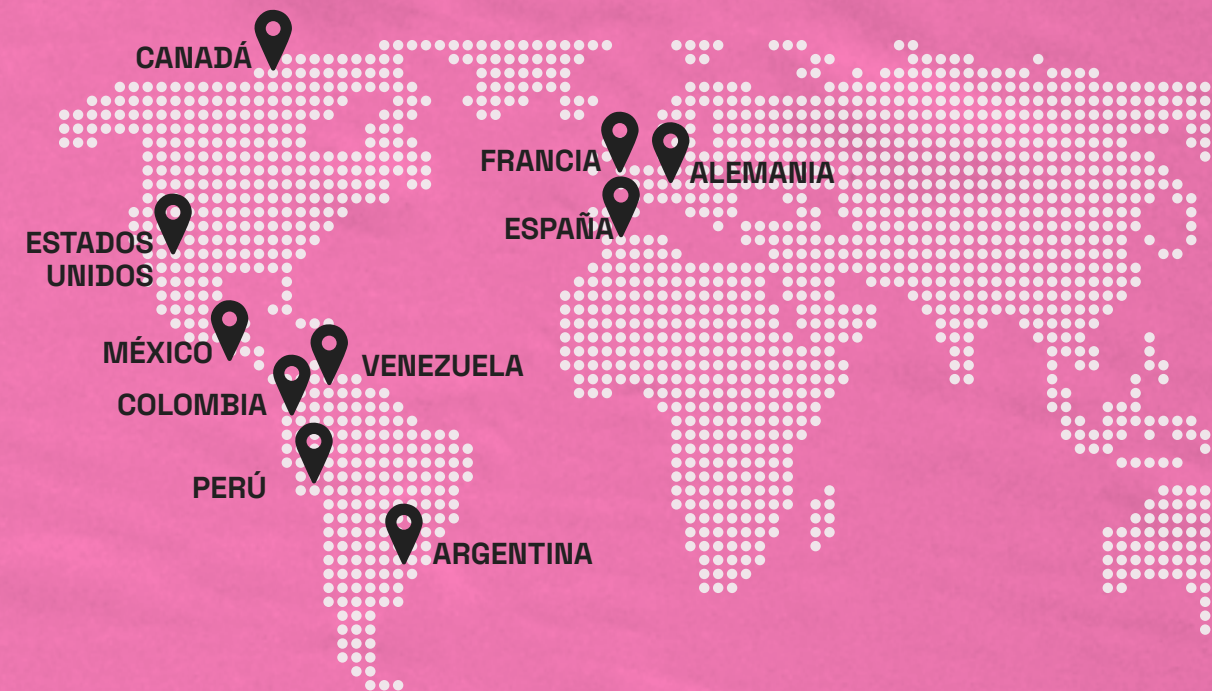 CANADÁ
FRANCIA
ALEMANIA
ESPAÑA
ESTADOS
UNIDOS
MÉXICO
VENEZUELA
COLOMBIA
PERÚ
ARGENTINA